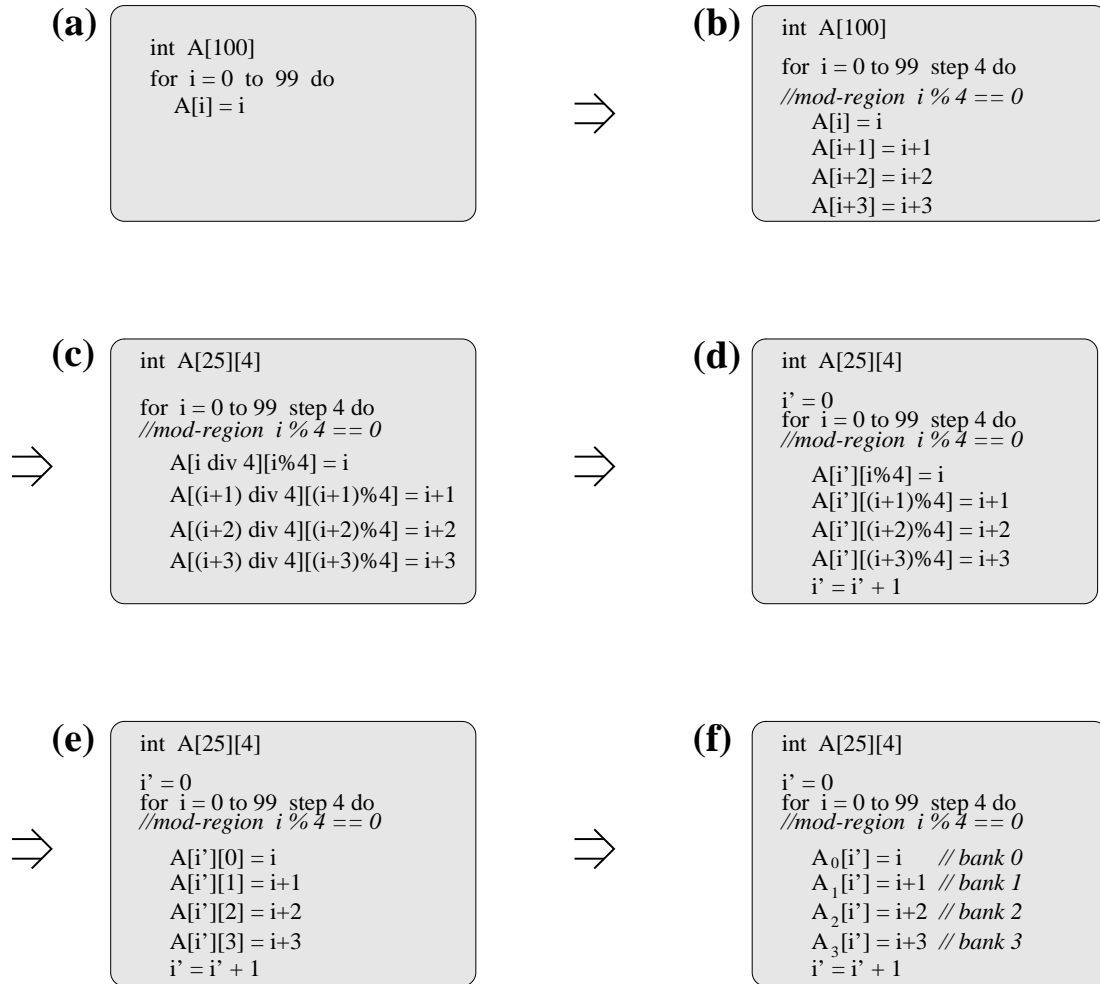 (a)
int A[100]
for i = 0 to 99 do
A[i] = i
(b)
int A[100]
for i = 0 to 99 step 4 do
//mod-region i % 4 == 0
A[i] = i
A[i+1] = i+1
A[i+2] = i+2
A[i+3] = i+3
(c)
int A[25][4]
for i = 0 to 99 step 4 do
//mod-region i % 4 == 0
A[i div 4][i%4] = i
A[(i+1) div 4][(i+1)%4] = i+1
A[(i+2) div 4][(i+2)%4] = i+2
A[(i+3) div 4][(i+3)%4] = i+3
(d)
int A[25][4]
i’ = 0
for i = 0 to 99 step 4 do
//mod-region i % 4 == 0
A[i’][i%4] = i
A[i’][(i+1)%4] = i+1
A[i’][(i+2)%4] = i+2
A[i’][(i+3)%4] = i+3
i’ = i’ + 1
(e)
int A[25][4]
i’ = 0
for i = 0 to 99 step 4 do
//mod-region i % 4 == 0
A[i’][0] = i
A[i’][1] = i+1
A[i’][2] = i+2
A[i’][3] = i+3
i’ = i’ + 1
(f)
int A[25][4]
i’ = 0
for i = 0 to 99 step 4 do
//mod-region i % 4 == 0
A₀[i’] = i // bank 0
A₁[i’] = i+1 // bank 1
A₂[i’] = i+2 // bank 2
A₃[i’] = i+3 // bank 3
i’ = i’ + 1